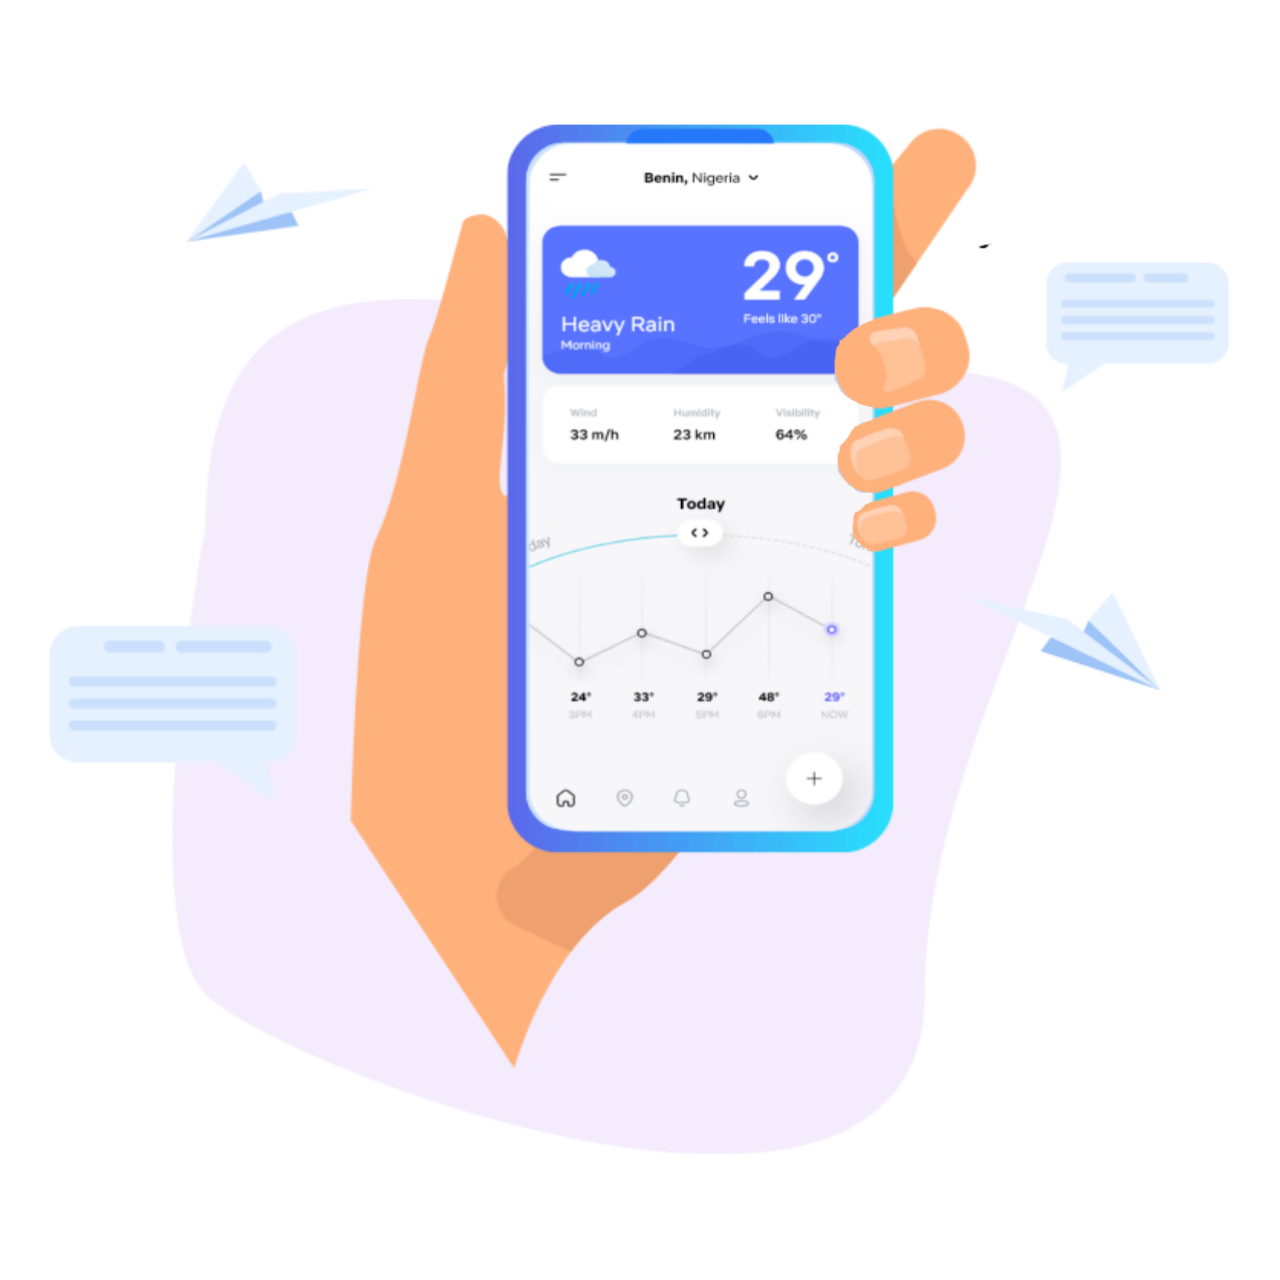 Benin, Nigeria
29°
Feels like 30°
Heavy Rain
Morning
Wind Humidity Visibility
33 m/h 23 km 64%
Today
day
24° 33° 29° 48° 29°
3PM 4PM 5PM 6PM NOW